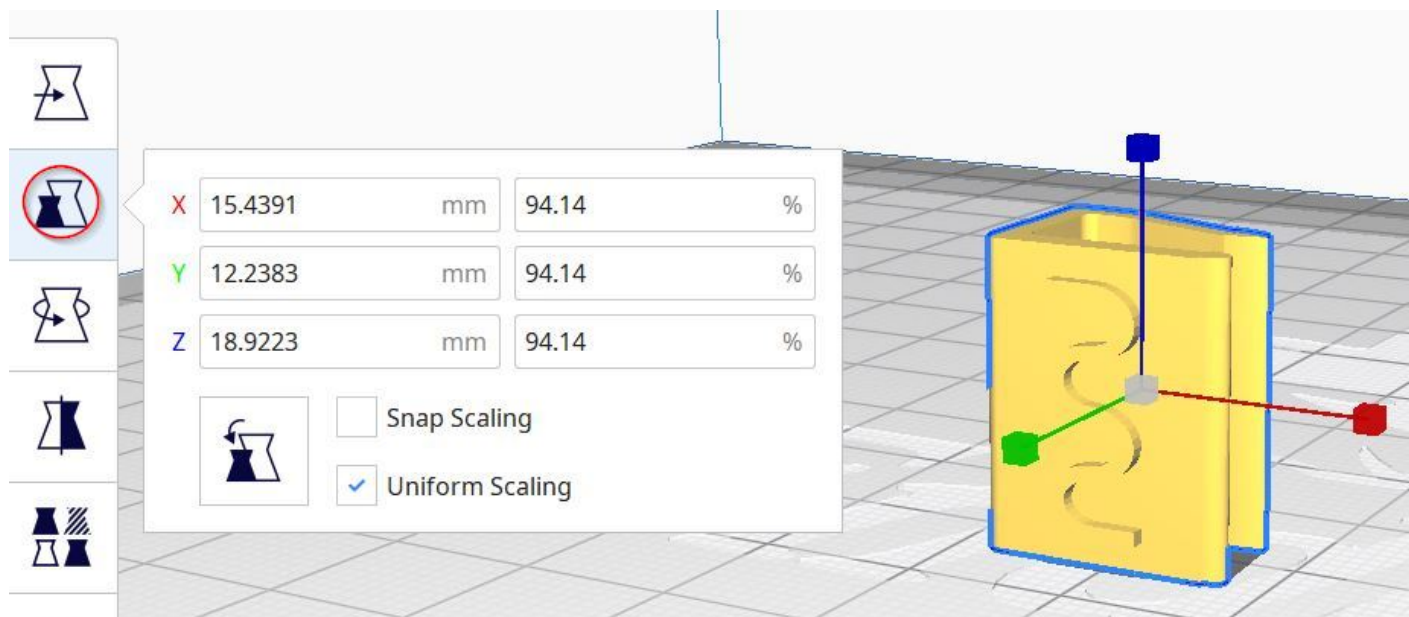 X 15.4391 mm 94.14 %
Y 12.2383 mm 94.14 %
Z 18.9223 mm 94.14 %
Snap Scaling
Uniform Scaling